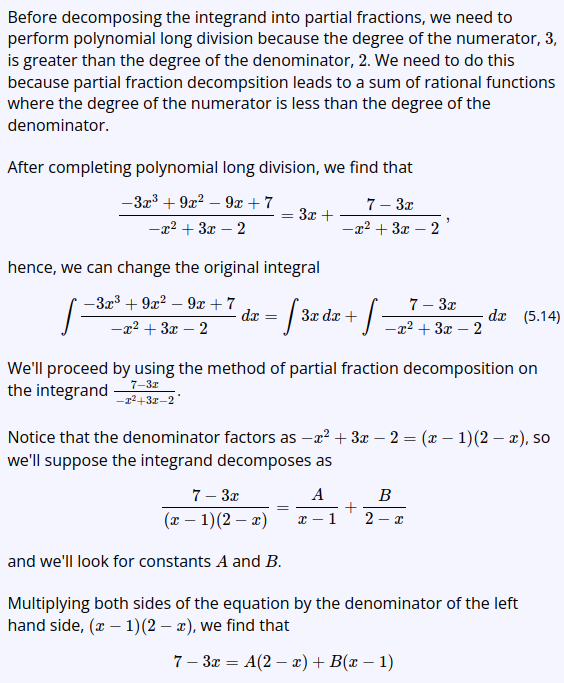 Before decomposing the integrand into partial fractions, we need to
perform polynomial long division because the degree of the numerator, 3,
is greater than the degree of the denominator, 2. We need to do this
because partial fraction decompsition leads to a sum of rational functions
where the degree of the numerator is less than the degree of the
denominator.
After completing polynomial long division, we find that
\frac{-3x^3 + 9x^2 - 9x + 7}{-x^2 + 3x - 2} = 3x + \frac{7 - 3x}{-x^2 + 3x - 2},
hence, we can change the original integral
\int \frac{-3x^3 + 9x^2 - 9x + 7}{-x^2 + 3x - 2} dx = \int 3x dx + \int \frac{7 - 3x}{-x^2 + 3x - 2} dx (5.14)
We'll proceed by using the method of partial fraction decomposition on
the integrand \frac{7-3x}{-x^2+3x-2}.
Notice that the denominator factors as -x^2 + 3x - 2 = (x - 1)(2 - x), so
we'll suppose the integrand decomposes as
\frac{7 - 3x}{(x - 1)(2 - x)} = \frac{A}{x - 1} + \frac{B}{2 - x}
and we'll look for constants A and B.
Multiplying both sides of the equation by the denominator of the left
hand side, (x - 1)(2 - x), we find that
7 - 3x = A(2 - x) + B(x - 1)